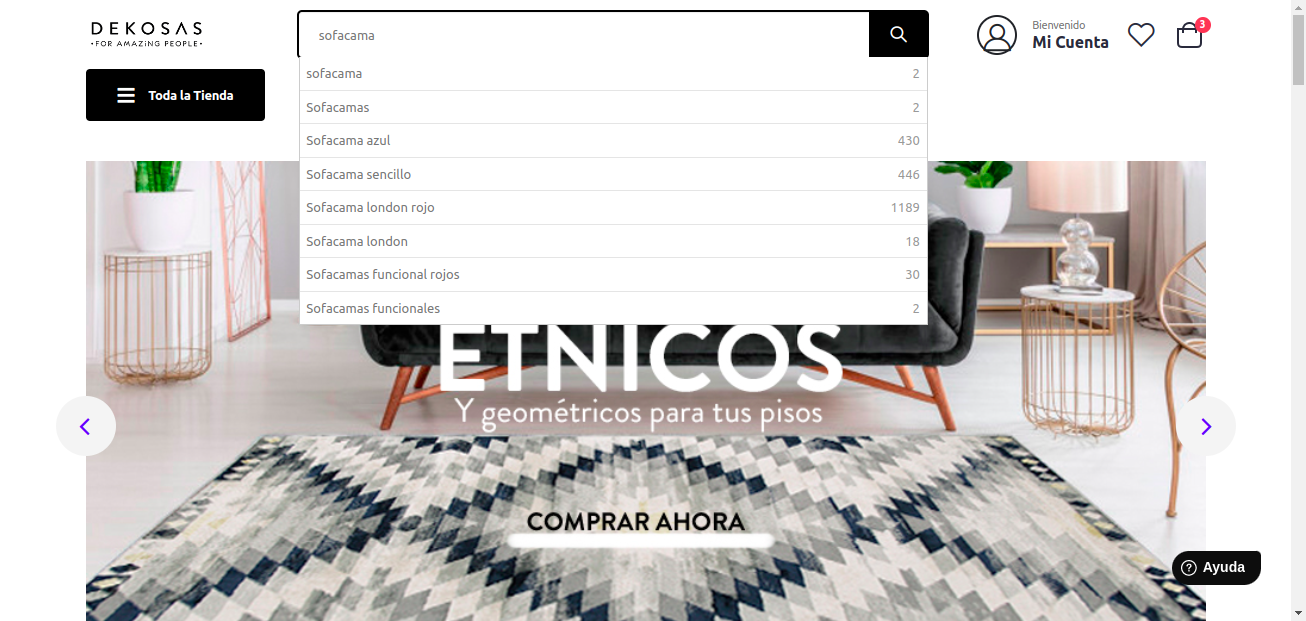 DEKOSAS
•FOR AMAZiNG PEOPLE•
sofacama
Bienvenido
Mi Cuenta
3
Toda la Tienda
sofacama 2
Sofacamas 2
Sofacama azul 430
Sofacama sencillo 446
Sofacama london rojo 1189
Sofacama london 18
Sofacamas funcional rojos 30
Sofacamas funcionales 2
ETNICOS
Y geométricos para tus pisos
COMPRAR AHORA
? Ayuda